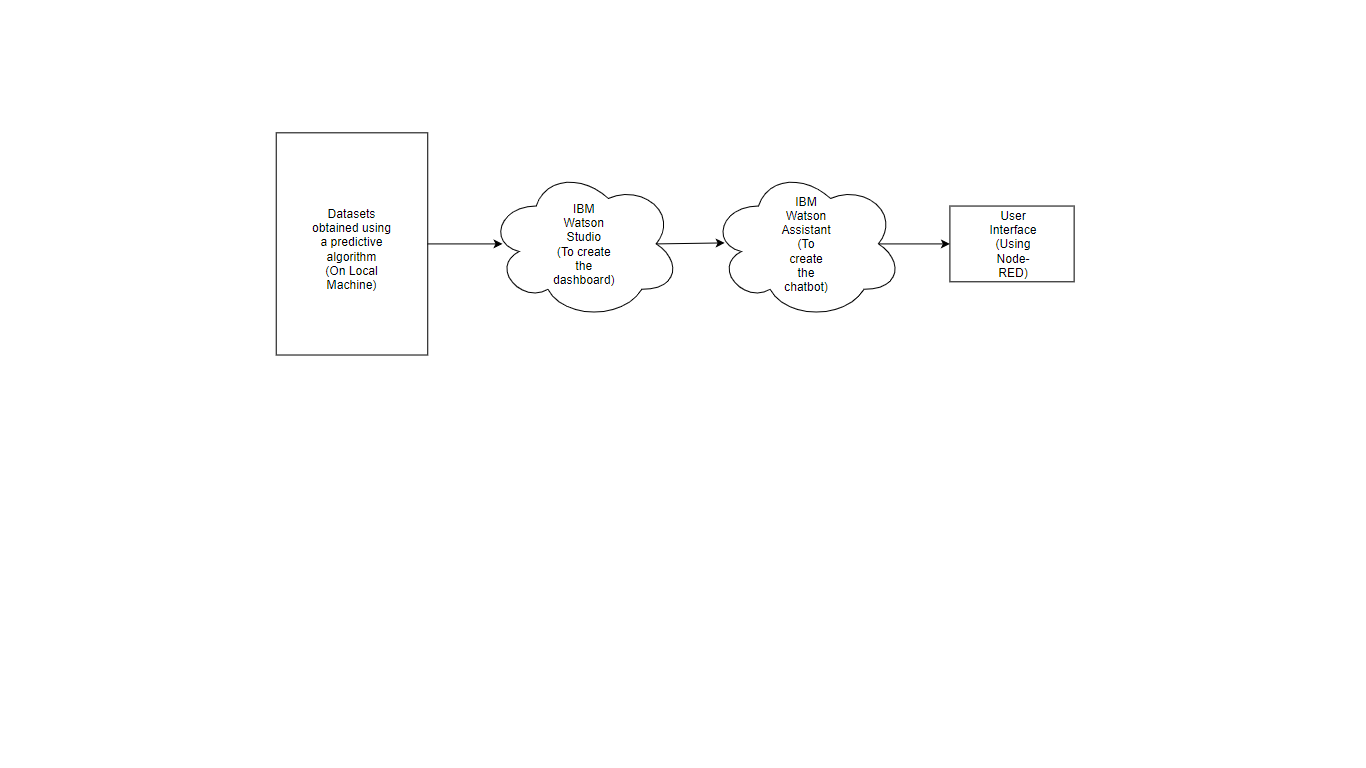 Datasets
obtained using
a predictive
algorithm
(On Local
Machine)
IBM
Watson
Studio
(To create
the
dashboard)
IBM
Watson
Assistant
(To
create
the
chatbot)
User
Interface
(Using
Node-
RED)